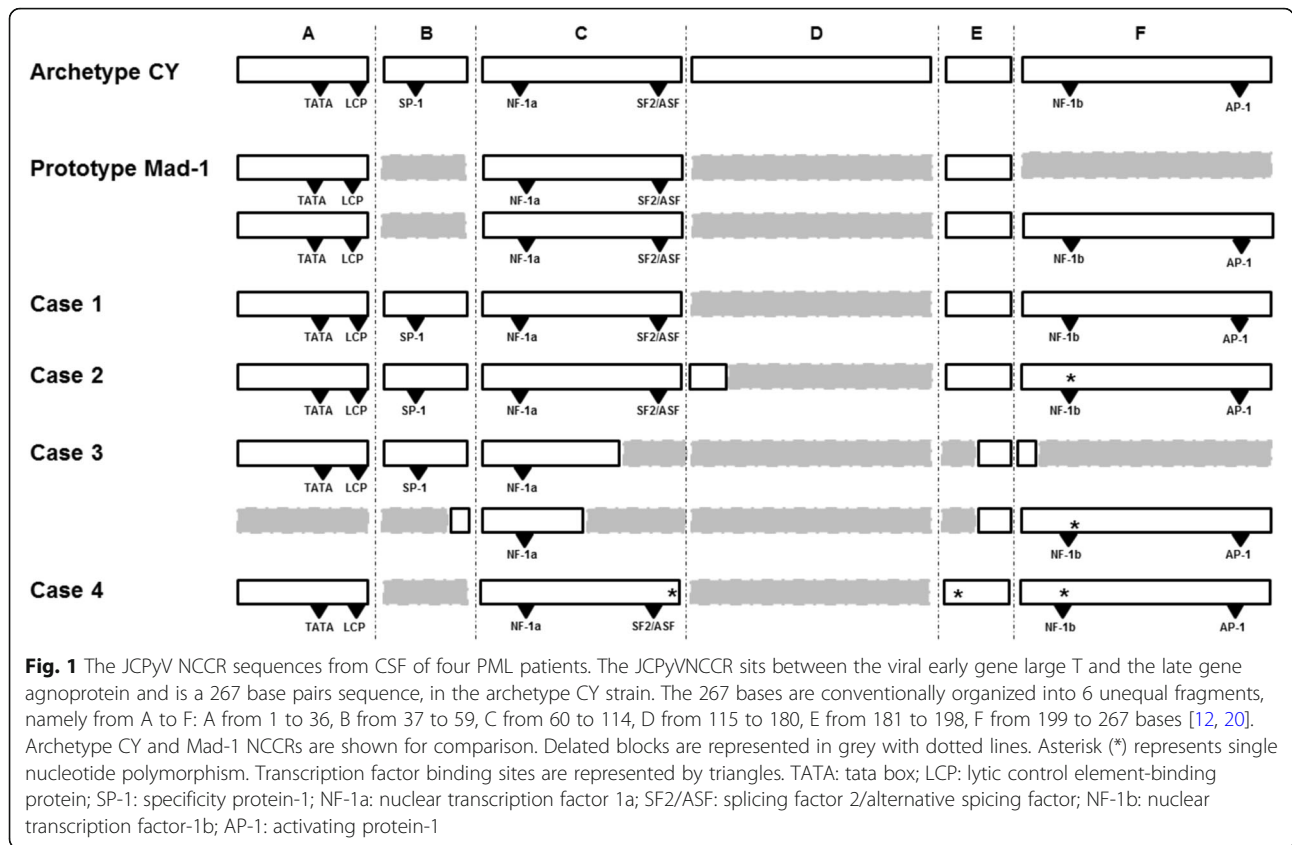 A B C D E F
Archetype CY
TATA LCP SP-1 NF-1a SF2/ASF NF-1b AP-1
Prototype Mad-1
TATA LCP NF-1a SF2/ASF
TATA LCP NF-1a SF2/ASF NF-1b AP-1
Case 1
TATA LCP SP-1 NF-1a SF2/ASF NF-1b AP-1
Case 2
*
TATA LCP SP-1 NF-1a SF2/ASF NF-1b AP-1
Case 3
TATA LCP SP-1 NF-1a
*
NF-1a NF-1b AP-1
Case 4
* * *
TATA LCP NF-1a SF2/ASF NF-1b AP-1
Fig. 1 The JCPyV NCCR sequences from CSF of four PML patients. The JCPyVNCCR sits between the viral early gene large T and the late gene
agnoprotein and is a 267 base pairs sequence, in the archetype CY strain. The 267 bases are conventionally organized into 6 unequal fragments,
namely from A to F: A from 1 to 36, B from 37 to 59, C from 60 to 114, D from 115 to 180, E from 181 to 198, F from 199 to 267 bases [12, 20].
Archetype CY and Mad-1 NCCRs are shown for comparison. Delated blocks are represented in grey with dotted lines. Asterisk (*) represents single
nucleotide polymorphism. Transcription factor binding sites are represented by triangles. TATA: tata box; LCP: lytic control element-binding
protein; SP-1: specificity protein-1; NF-1a: nuclear transcription factor 1a; SF2/ASF: splicing factor 2/alternative spicing factor; NF-1b: nuclear
transcription factor-1b; AP-1: activating protein-1